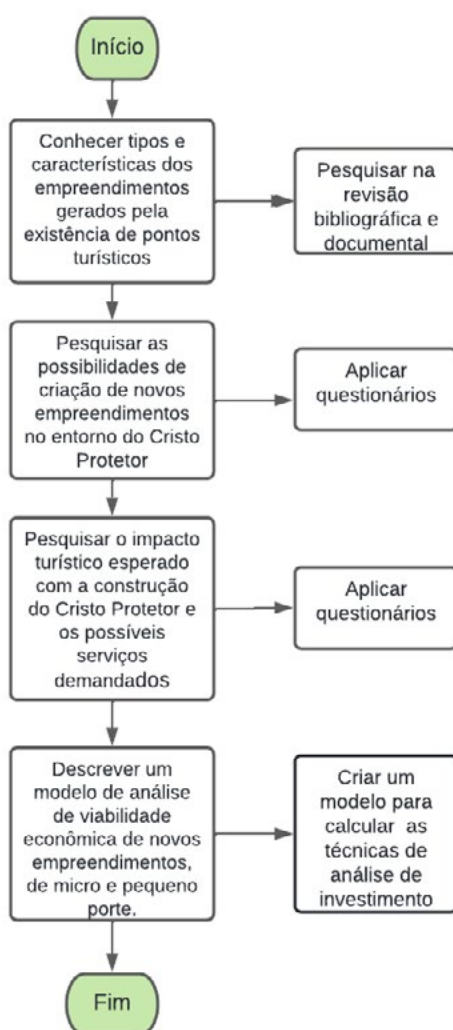 Início
Conhecer tipos e
características dos
empreendimentos
gerados pela
existência de pontos
turísticos
Pesquisar na
revisão
bibliográfica e
documental
Pesquisar as
possibilidades de
criação de novos
empreendimentos
no entorno do Cristo
Protetor
Aplicar
questionários
Pesquisar o impacto
turístico esperado
com a construção
do Cristo Protetor e
os possíveis
serviços
demandados
Aplicar
questionários
Descrever um
modelo de análise
de viabilidade
econômica de novos
empreendimentos,
de micro e pequeno
porte.
Criar um
modelo para
calcular as
técnicas de
análise de
investimento
Fim